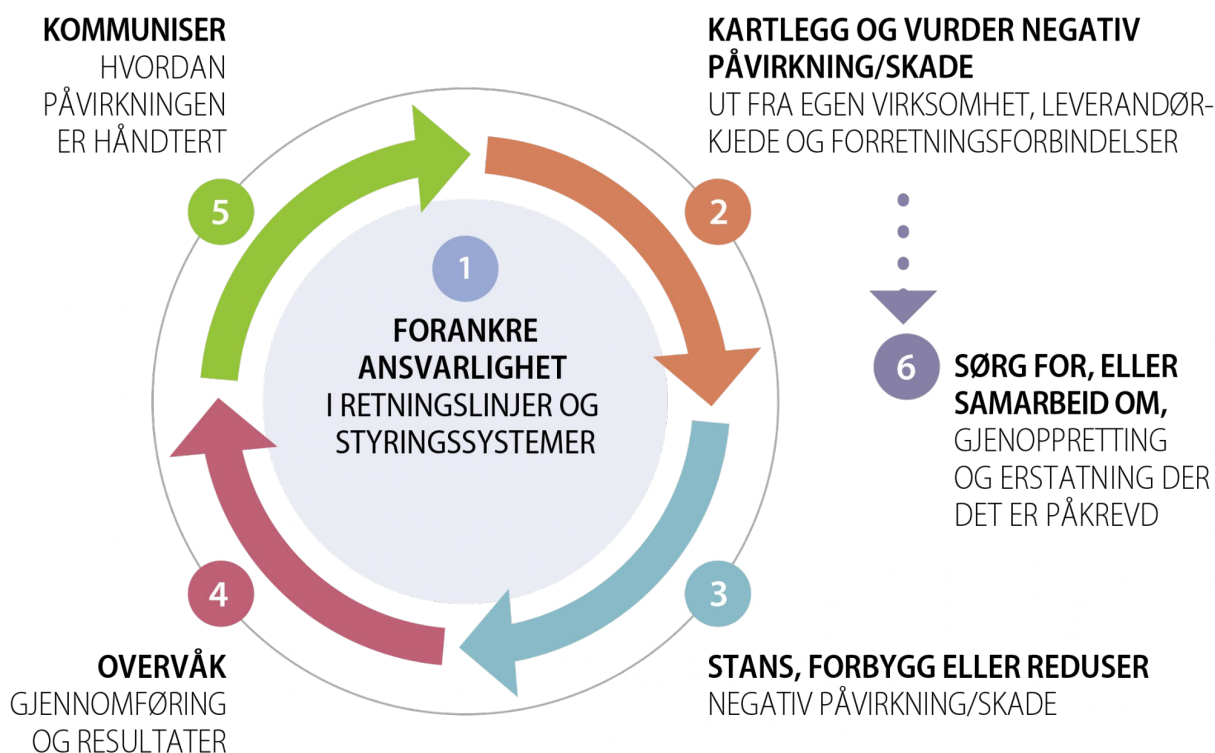 1
FORANKRE
ANSVARLIGHET
I RETNINGSLINJER OG
STYRINGSSYSTEMER
2
KARTLEGG OG VURDER NEGATIV
PÅVIRKNING/SKADE
UT FRA EGEN VIRKSOMHET, LEVERANDØR-
KJEDE OG FORRETNINGSFORBINDELSER
3
STANS, FORBYGG ELLER REDUSER
NEGATIV PÅVIRKNING/SKADE
4
OVERVÅK
GJENNOMFØRING
OG RESULTATER
5
KOMMUNISER
HVORDAN
PÅVIRKNINGEN
ER HÅNDTERT
6
SØRG FOR, ELLER
SAMARBEID OM,
GJENOPPRETTING
OG ERSTATNING DER
DET ER PÅKREVD